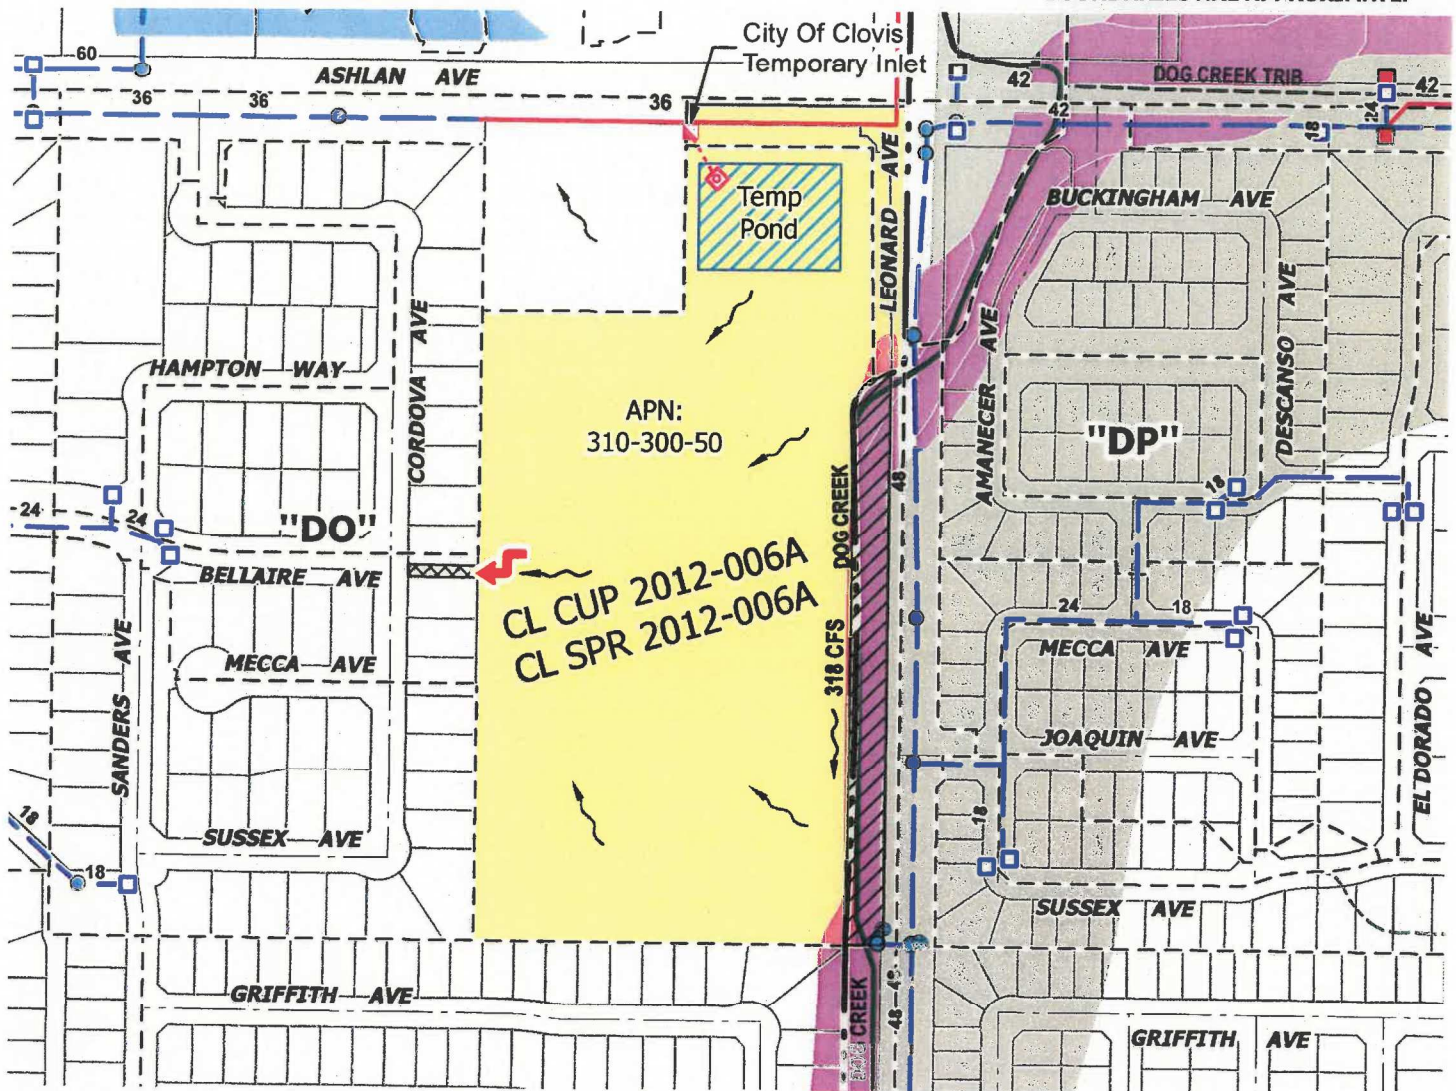 City Of Clovis
Temporary Inlet
60
ASHLAN AVE
36
36
36
42
DOG CREEK TRIB
42
42
24
18
Temp
Pond
LEONARD AVE
BUCKINGHAM AVE
HAMPTON WAY
CORDOVA AVE
APN:
310-300-50
AMANECER AVE
DESCANSO AVE
"DP"
DOG CREEK
48
18
24
24
"DO"
BELLAIRE AVE
CL CUP 2012-006A
CL SPR 2012-006A
318 CFS
24
18
MECCA AVE
MECCA AVE
SANDERS AVE
JOAQUIN AVE
EL DORADO AVE
18
18
18
SUSSEX AVE
SUSSEX AVE
GRIFFITH AVE
CREEK
48
GRIFFITH AVE